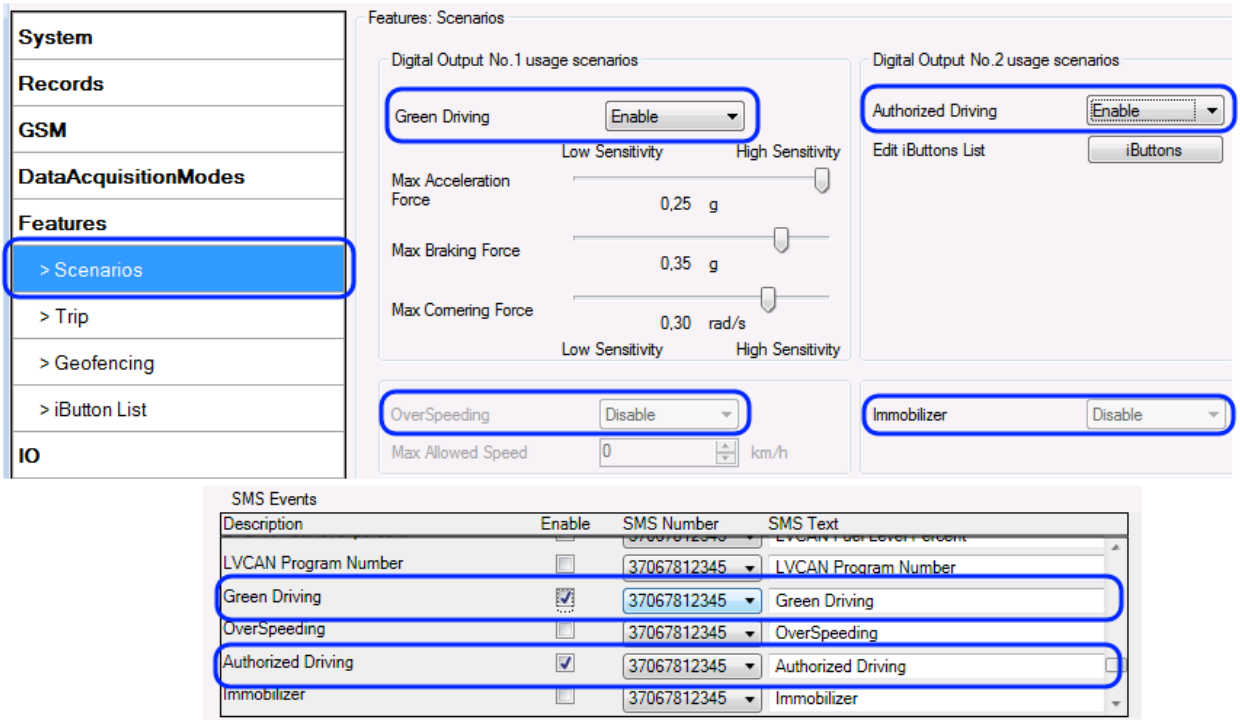 System
Records
GSM
DataAcquisitionModes
Features
> Scenarios
> Trip
> Geofencing
> iButton List
IO
Features: Scenarios
Digital Output No.1 usage scenarios
Green Driving Enable
Low Sensitivity High Sensitivity
Max Acceleration
Force
0,25 g
Max Braking Force
0,35 g
Max Cornering Force
0,30 rad/s
Low Sensitivity High Sensitivity
OverSpeeding Disable
Max Allowed Speed 0 km/h
Digital Output No.2 usage scenarios
Authorized Driving Enable
Edit iButtons List iButtons
Immobilizer Disable
SMS Events
Description Enable SMS Number SMS Text
37067812345 LVCAN Fuel Level Percent
LVCAN Program Number 37067812345 LVCAN Program Number
Green Driving 37067812345 Green Driving
OverSpeeding 37067812345 OverSpeeding
Authorized Driving 37067812345 Authorized Driving
Immobilizer 37067812345 Immobilizer